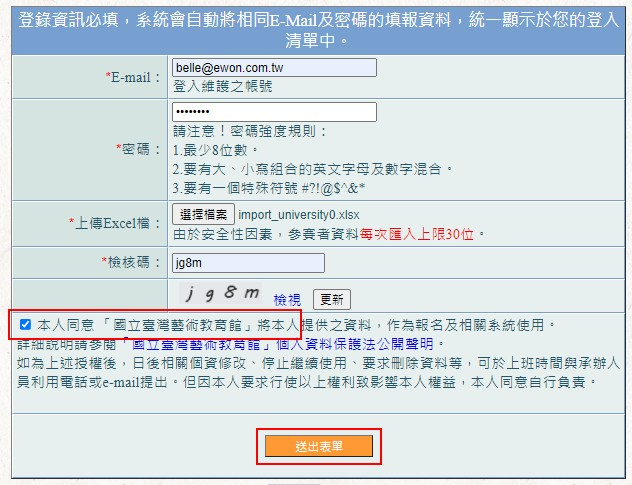 登錄資訊必填，系統會自動將相同E-Mail及密碼的填報資料，統一顯示於您的登入
清單中。
*E-mail：
belle@ewon.com.tw
登入維護之帳號
*密碼：
••••••••
請注意！密碼強度規則：
1.最少8位數。
2.要有大、小寫組合的英文字母及數字混合。
3.要有一個特殊符號 #?!@$^&*
*上傳Excel檔：
選擇檔案 import_university0.xlsx
由於安全性因素，參賽者資料每次匯入上限30位。
*檢核碼：
jg8m
jg8m 檢視 更新
本人同意「國立臺灣藝術教育館」將本人提供之資料，作為報名及相關系統使用。
詳細說明請參閱「國立臺灣藝術教育館」個人資料保護法公開聲明。
如為上述授權後，日後相關個資修改、停止繼續使用、要求刪除資料等，可於上班時間與承辦人
員利用電話或e-mail提出。但因本人要求行使以上權利致影響本人權益，本人同意自行負責。
送出表單